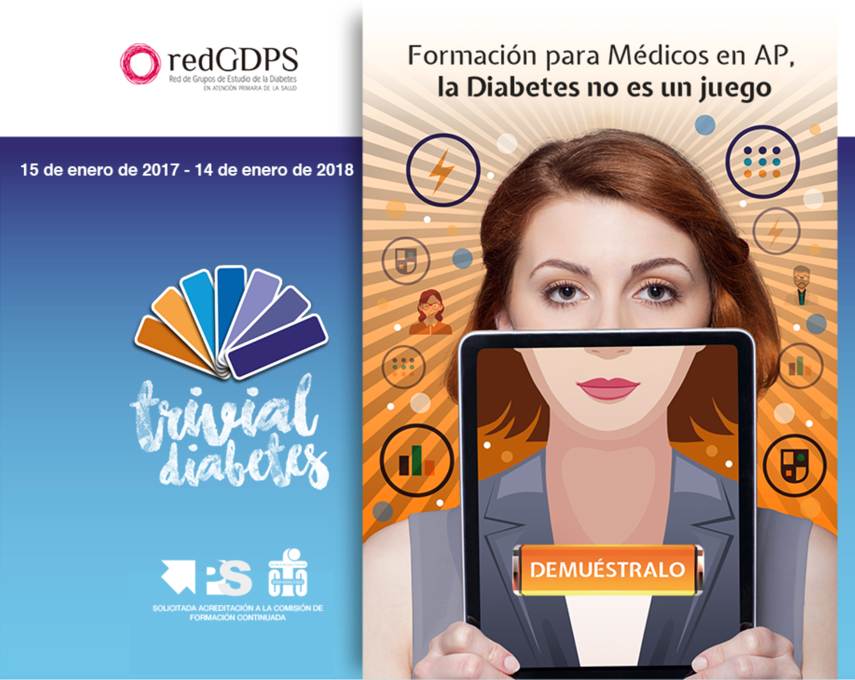 redGDPS
Red de Grupos de Estudio de la Diabetes
EN ATENCIÓN PRIMARIA DE LA SALUD
15 de enero de 2017 - 14 de enero de 2018
trivial
diabetes
PS
SOLICITADA ACREDITACIÓN A LA COMISIÓN DE
FORMACIÓN CONTINUADA
Formación para Médicos en AP,
la Diabetes no es un juego
DEMUÉSTRALO